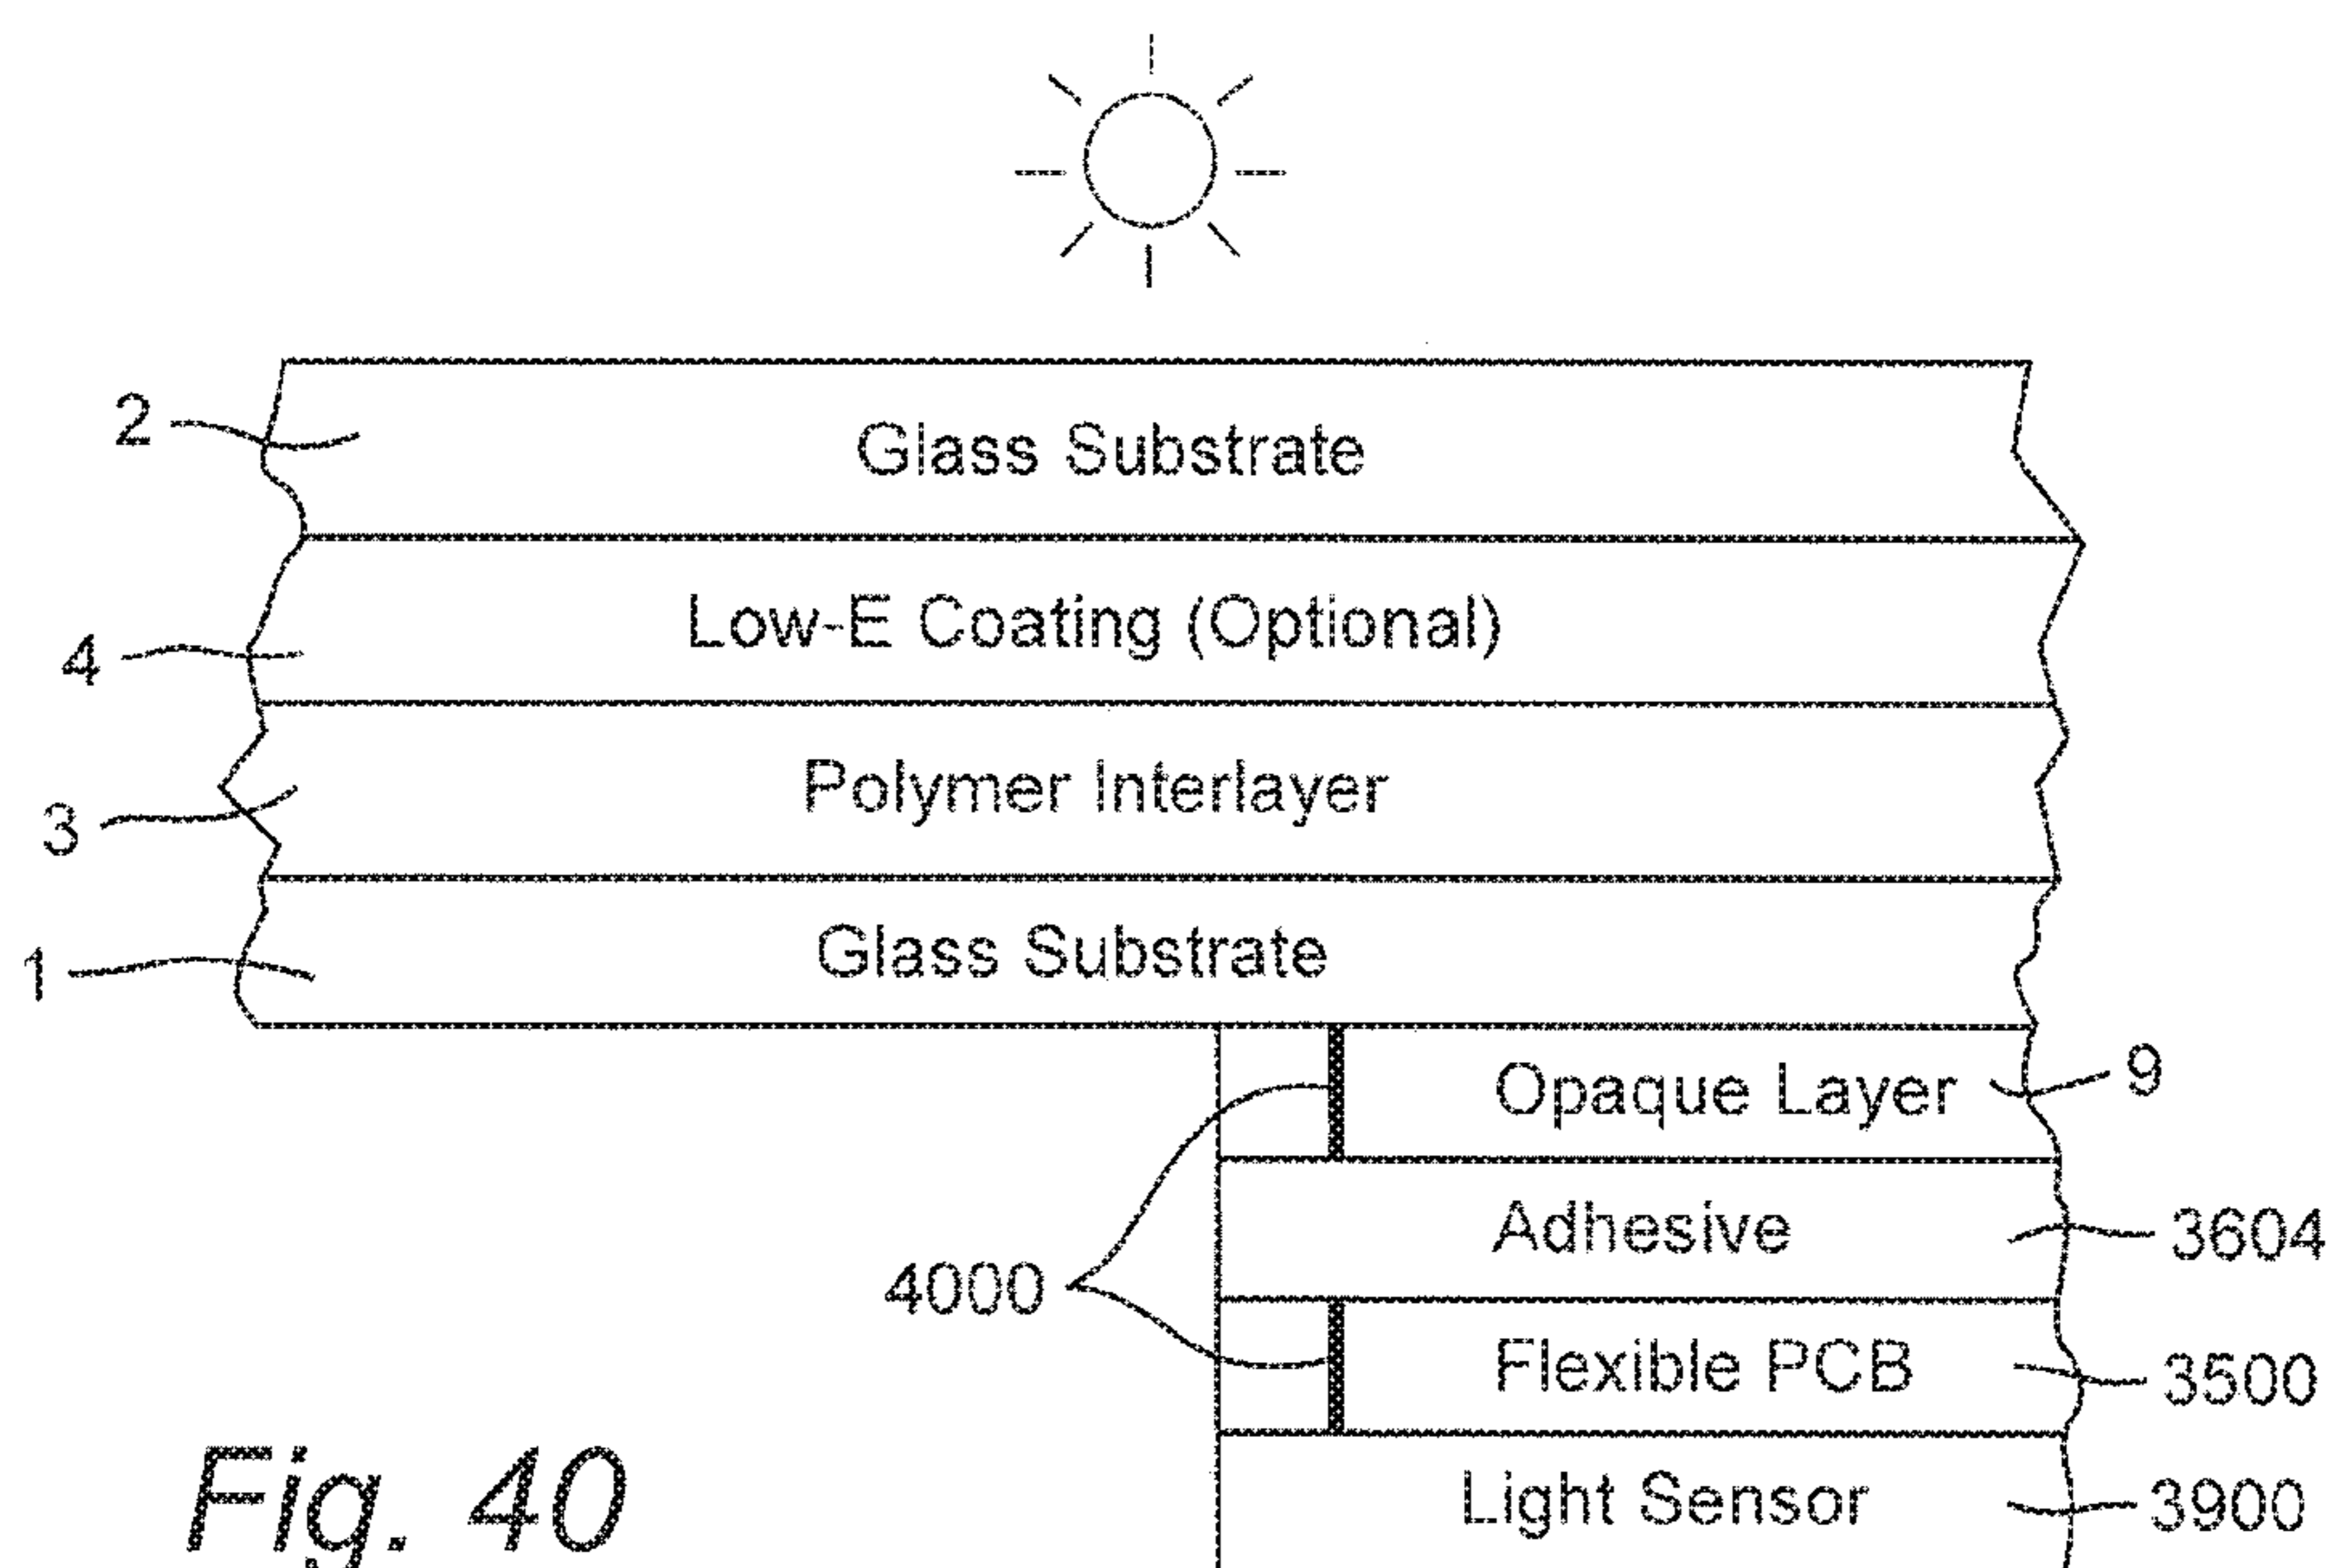 2 Glass Substrate
4 Low-E Coating (Optional)
3 Polymer Interlayer
1 Glass Substrate
Opaque Layer 9
Adhesive 3604
4000
Flexible PCB 3500
Light Sensor 3900
Fig. 40